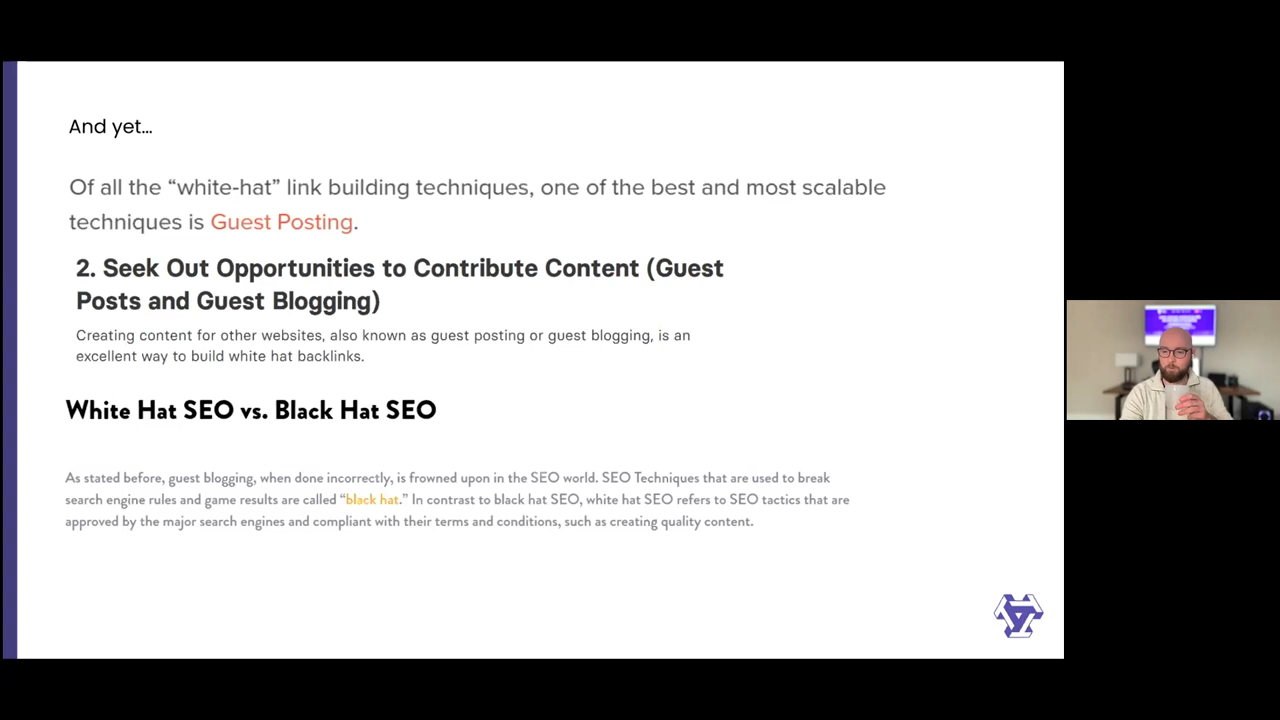 And yet…
Of all the “white-hat” link building techniques, one of the best and most scalable
techniques is Guest Posting.
2. Seek Out Opportunities to Contribute Content (Guest
Posts and Guest Blogging)
Creating content for other websites, also known as guest posting or guest blogging, is an
excellent way to build white hat backlinks.
White Hat SEO vs. Black Hat SEO
As stated before, guest blogging, when done incorrectly, is frowned upon in the SEO world. SEO Techniques that are used to break
search engine rules and game results are called “black hat.” In contrast to black hat SEO, white hat SEO refers to SEO tactics that are
approved by the major search engines and compliant with their terms and conditions, such as creating quality content.